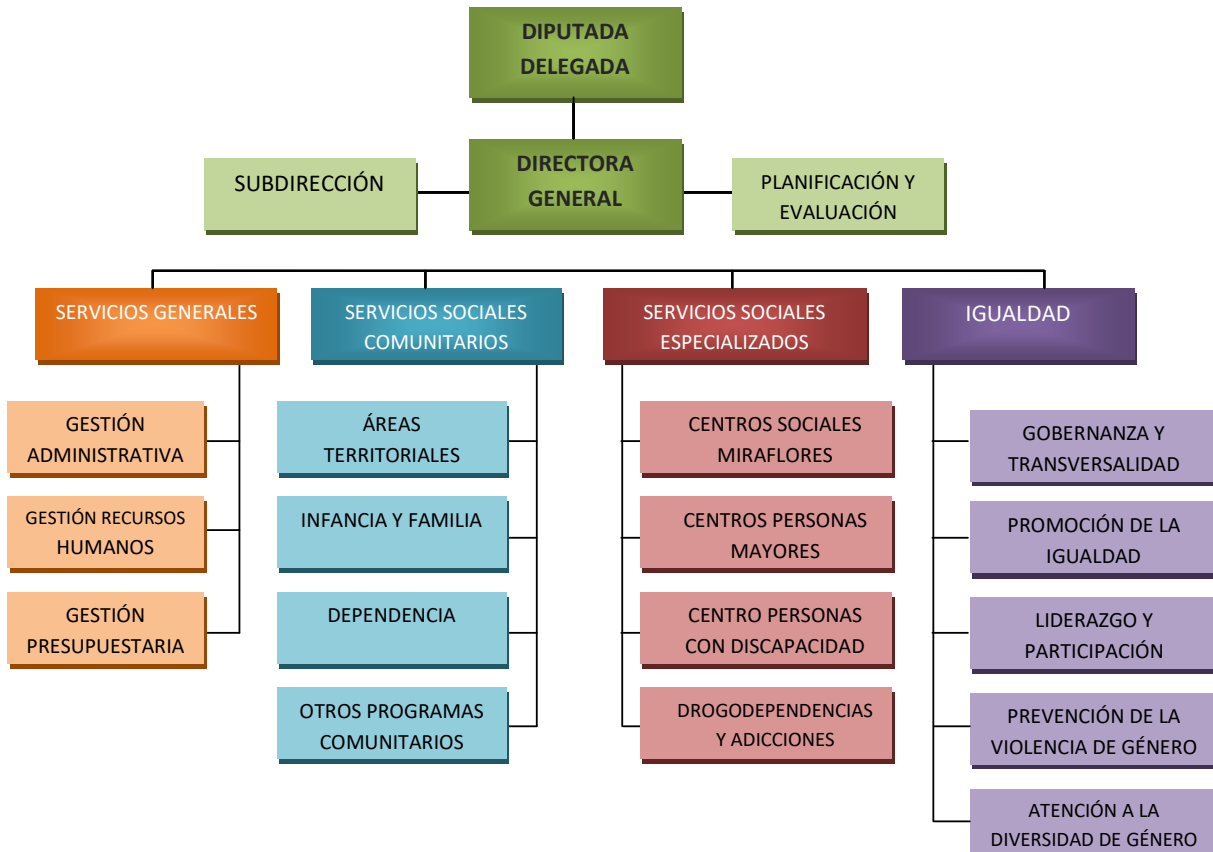 DIPUTADA
DELEGADA
DIRECTORA
GENERAL
SUBDIRECCIÓN
PLANIFICACIÓN Y
EVALUACIÓN
SERVICIOS GENERALES
GESTIÓN
ADMINISTRATIVA
GESTIÓN RECURSOS
HUMANOS
GESTIÓN
PRESUPUESTARIA
SERVICIOS SOCIALES
COMUNITARIOS
ÁREAS
TERRITORIALES
INFANCIA Y FAMILIA
DEPENDENCIA
OTROS PROGRAMAS
COMUNITARIOS
SERVICIOS SOCIALES
ESPECIALIZADOS
CENTROS SOCIALES
MIRAFLORES
CENTROS PERSONAS
MAYORES
CENTRO PERSONAS
CON DISCAPACIDAD
DROGODEPENDENCIAS
Y ADICCIONES
IGUALDAD
GOBERNANZA Y
TRANSVERSALIDAD
PROMOCIÓN DE LA
IGUALDAD
LIDERAZGO Y
PARTICIPACIÓN
PREVENCIÓN DE LA
VIOLENCIA DE GÉNERO
ATENCIÓN A LA
DIVERSIDAD DE GÉNERO